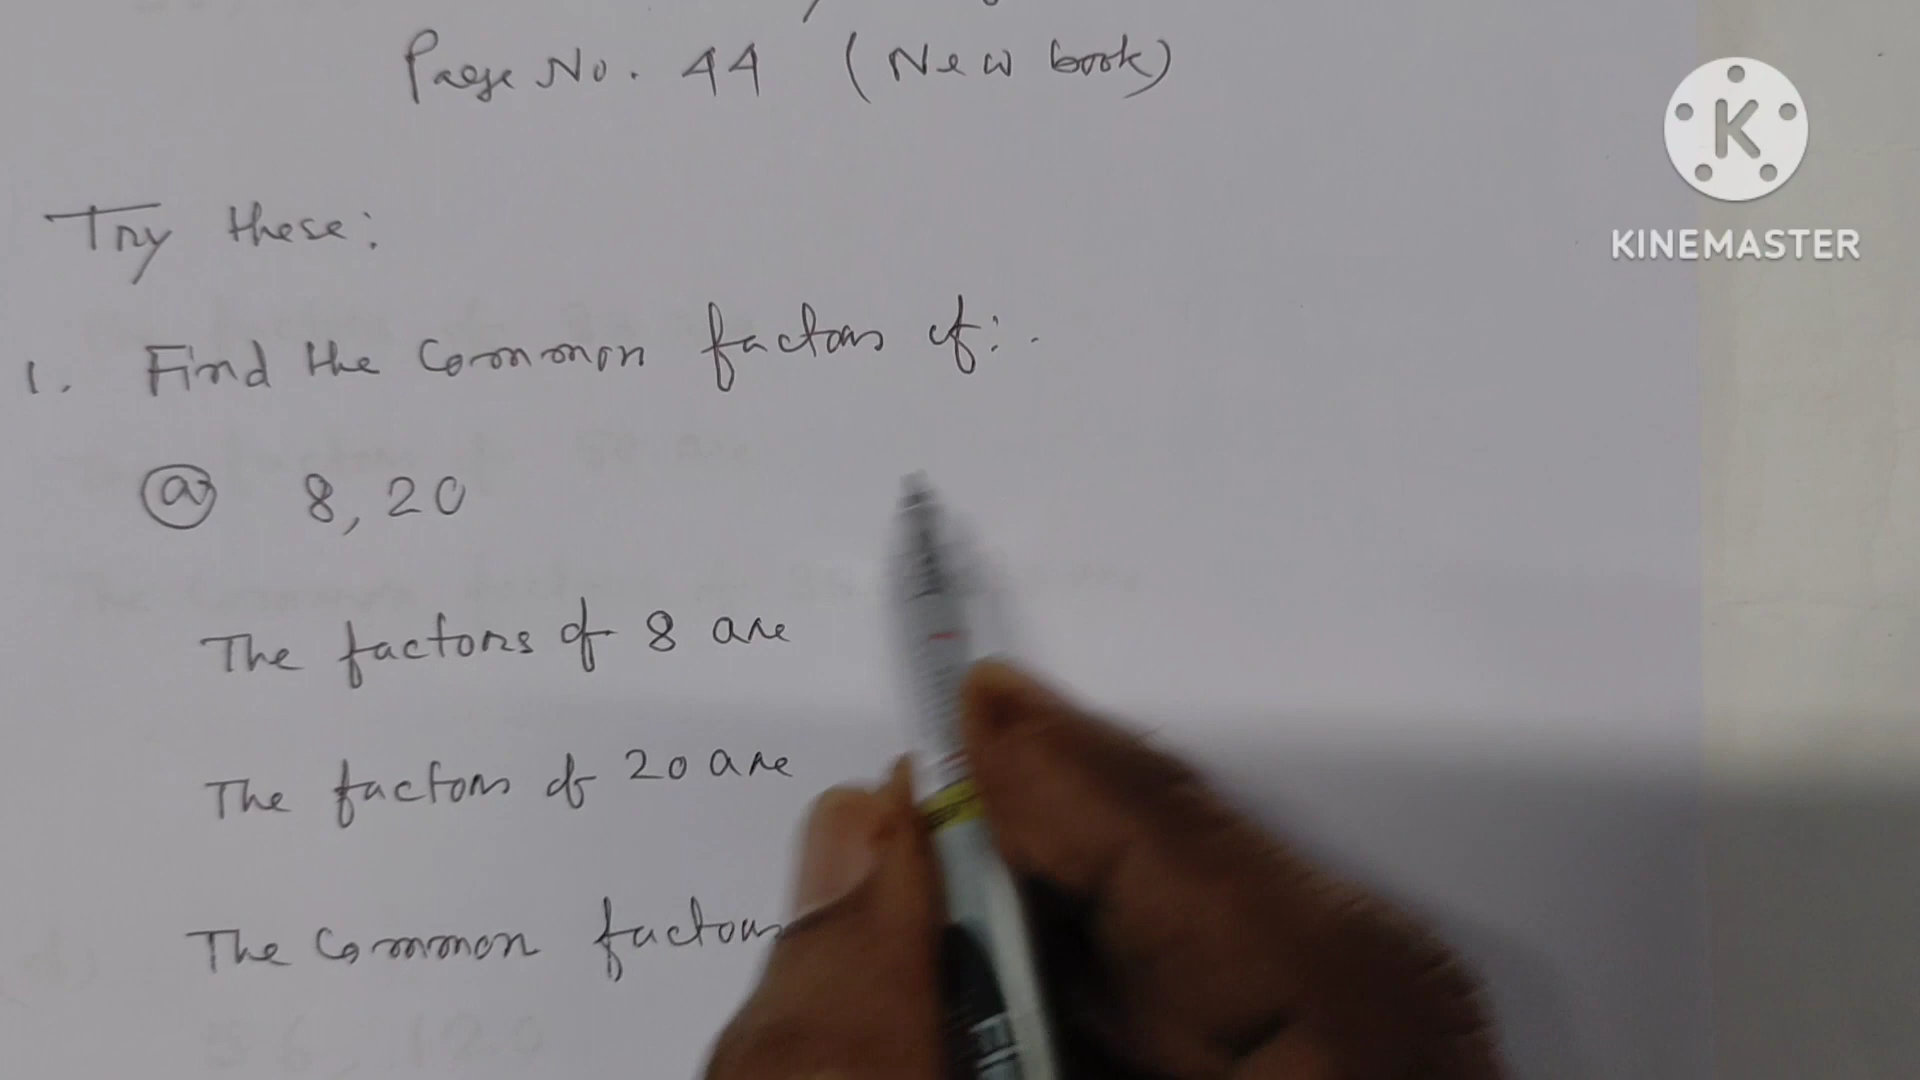 Page No. 44 (New book)
K
KINEMASTER
Try these:
1. Find the Common factors of:.
(a) 8, 20
The factors of 8 are
The factors of 20 are
The Common factors